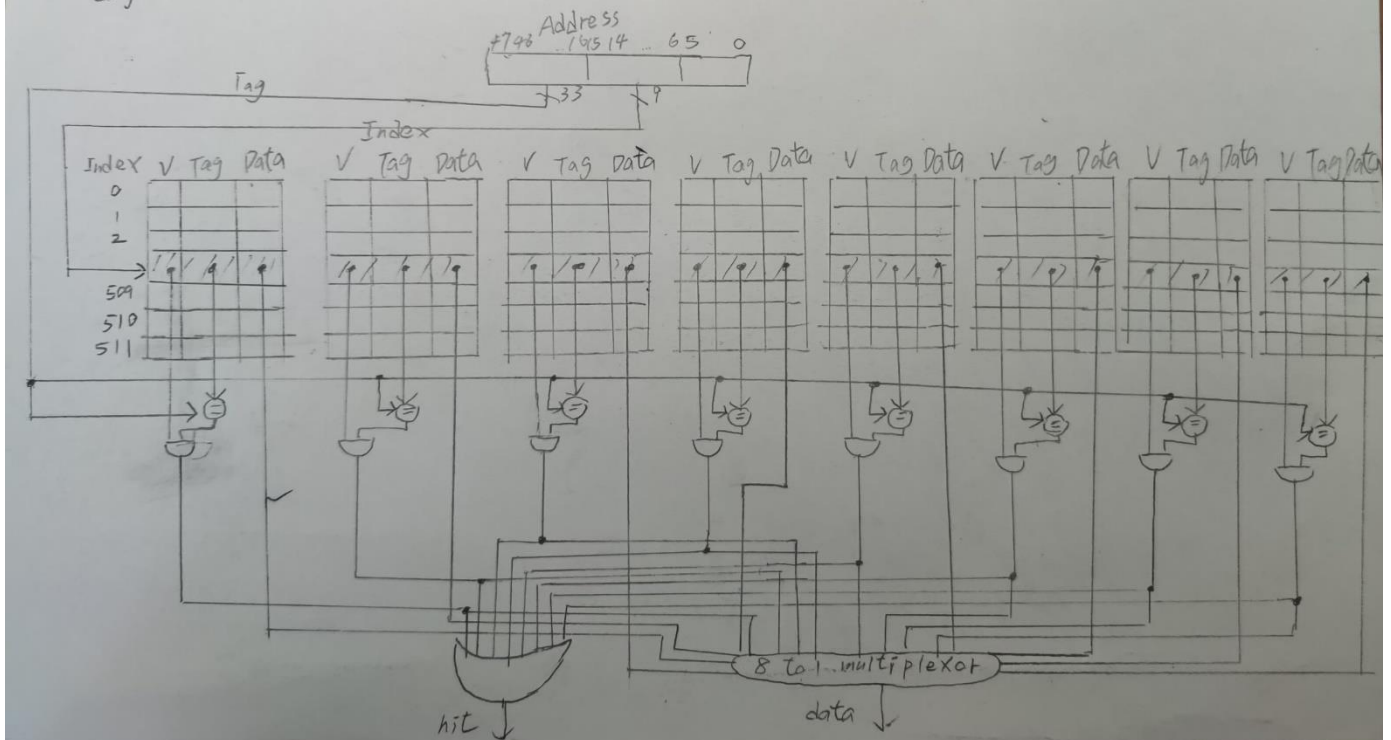 Address
4746 ...1615 14 ... 6 5 0
Tag
33 9
Index
Index V Tag Data V Tag Data V Tag Data V Tag Data V Tag Data V Tag Data V Tag Data V Tag Data
0
1
2
509
510
511
= = = = = = = =
8 to 1 multiplexor
hit
data